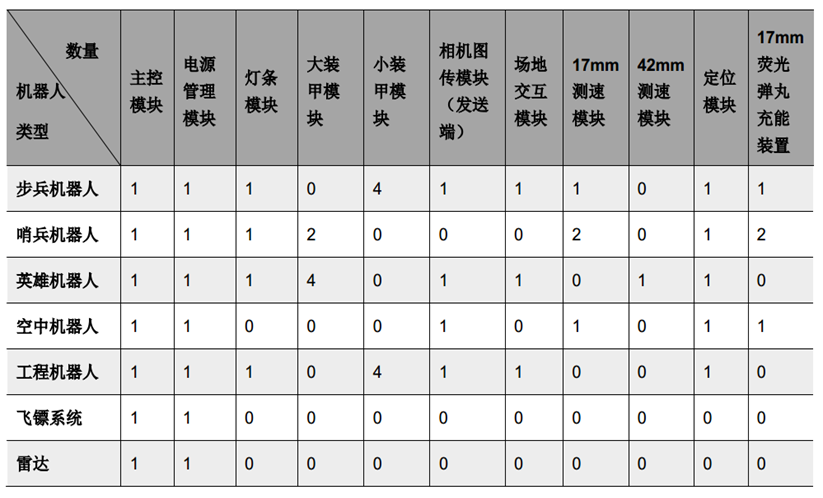 数量
机器人
类型
主控
模块
电源
管理
模块
灯条
模块
大装
甲模
块
小装
甲模
块
相机图
传模块
（发送
端）
场地
交互
模块
17mm
测速
模块
42mm
测速
模块
定位
模块
17mm
荧光
弹丸
充能
装置
步兵机器人 1 1 1 0 4 1 1 1 0 1 1
哨兵机器人 1 1 1 2 0 0 0 2 0 1 2
英雄机器人 1 1 1 4 0 1 1 0 1 1 0
空中机器人 1 1 0 0 0 1 0 1 0 1 1
工程机器人 1 1 1 0 4 1 1 0 0 1 0
飞镖系统 1 1 0 0 0 0 0 0 0 0 0
雷达 1 1 0 0 0 0 0 0 0 0 0